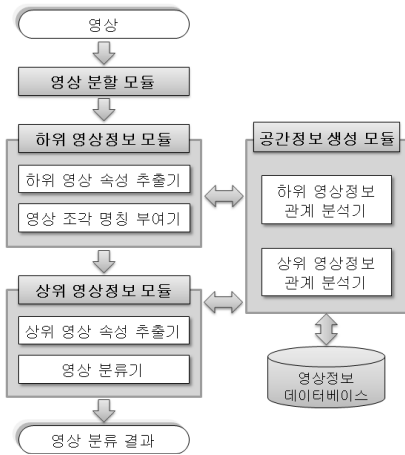 영상
영상 분할 모듈
하위 영상정보 모듈
하위 영상 속성 추출기
영상 조각 명칭 부여기
상위 영상정보 모듈
상위 영상 속성 추출기
영상 분류기
영상 분류 결과
공간정보 생성 모듈
하위 영상정보
관계 분석기
상위 영상정보
관계 분석기
영상정보
데이터베이스